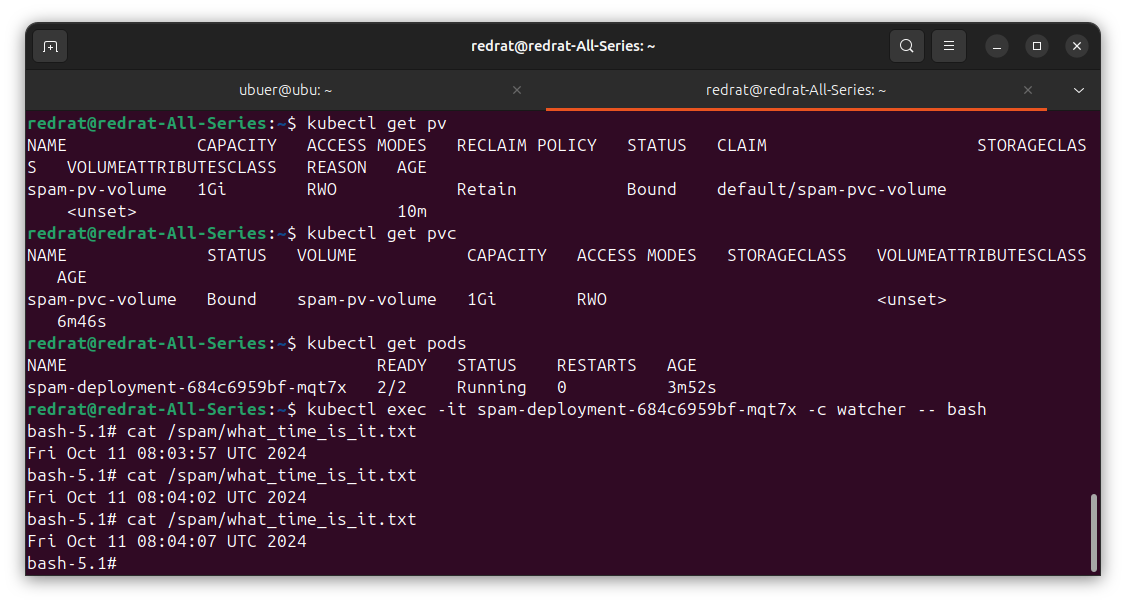 redrat@redrat-All-Series: ~
ubuer@ubu: ~
redrat@redrat-All-Series: ~
redrat@redrat-All-Series:~$ kubectl get pv
NAME             CAPACITY   ACCESS MODES   RECLAIM POLICY   STATUS   CLAIM                     STORAGECLAS
S   VOLUMEATTRIBUTESCLASS   REASON   AGE
spam-pv-volume   1Gi        RWO            Retain           Bound    default/spam-pvc-volume
    <unset>                          10m
redrat@redrat-All-Series:~$ kubectl get pvc
NAME              STATUS   VOLUME           CAPACITY   ACCESS MODES   STORAGECLASS   VOLUMEATTRIBUTESCLASS
   AGE
spam-pvc-volume   Bound    spam-pv-volume   1Gi        RWO                           <unset>
   6m46s
redrat@redrat-All-Series:~$ kubectl get pods
NAME                               READY   STATUS    RESTARTS   AGE
spam-deployment-684c6959bf-mqt7x   2/2     Running   0          3m52s
redrat@redrat-All-Series:~$ kubectl exec -it spam-deployment-684c6959bf-mqt7x -c watcher -- bash
bash-5.1# cat /spam/what_time_is_it.txt
Fri Oct 11 08:03:57 UTC 2024
bash-5.1# cat /spam/what_time_is_it.txt
Fri Oct 11 08:04:02 UTC 2024
bash-5.1# cat /spam/what_time_is_it.txt
Fri Oct 11 08:04:07 UTC 2024
bash-5.1#